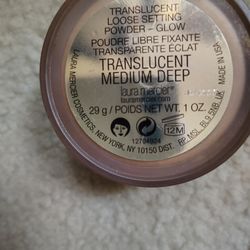 TRANSLUCENT
LOOSE SETTING
POWDER – GLOW
POUDRE LIBRE FIXANTE
TRANSPARENTE ÉCLAT
TRANSLUCENT
MEDIUM DEEP
laura mercier
lauramercier.com
29 g / POIDS NET WT. 1 OZ.
12M
12704934
LAURA MERCIER COSMETICS, NEW YORK, NY 10150 DIST.
MADE IN USA